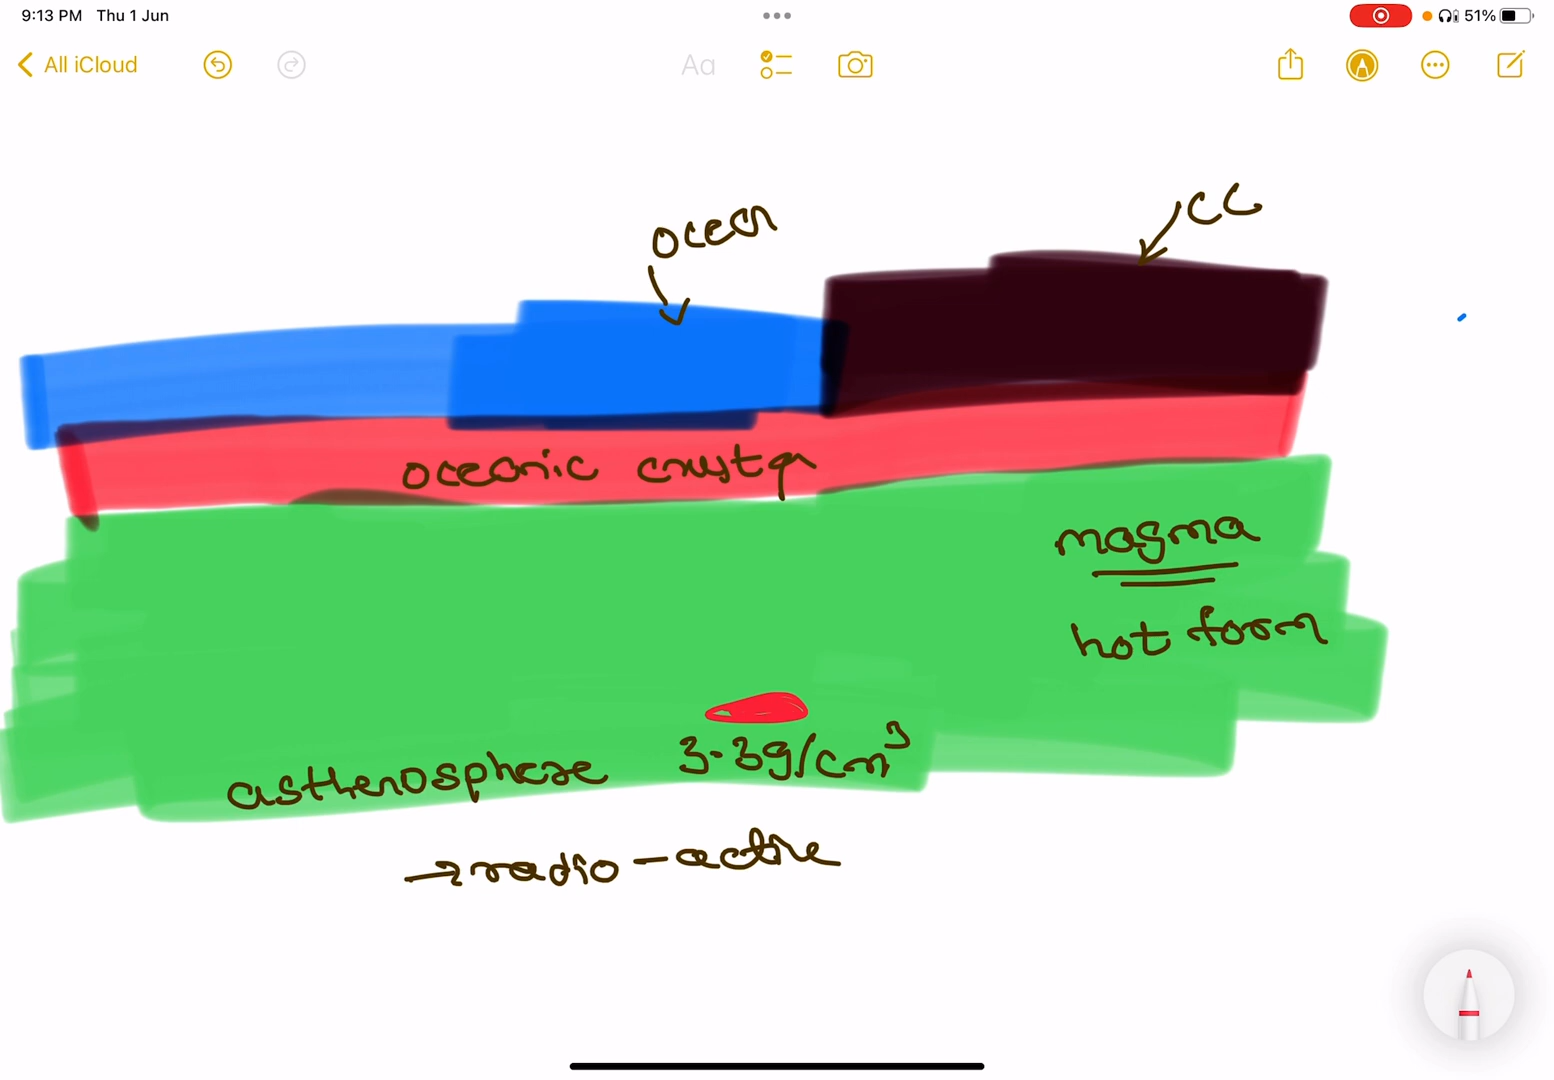 9:13 PM Thu 1 Jun
51%
All iCloud
Aa
ocean
CC
oceanic crust
magma
hot form
3.3g/cm³
asthenosphere
→ radio-active